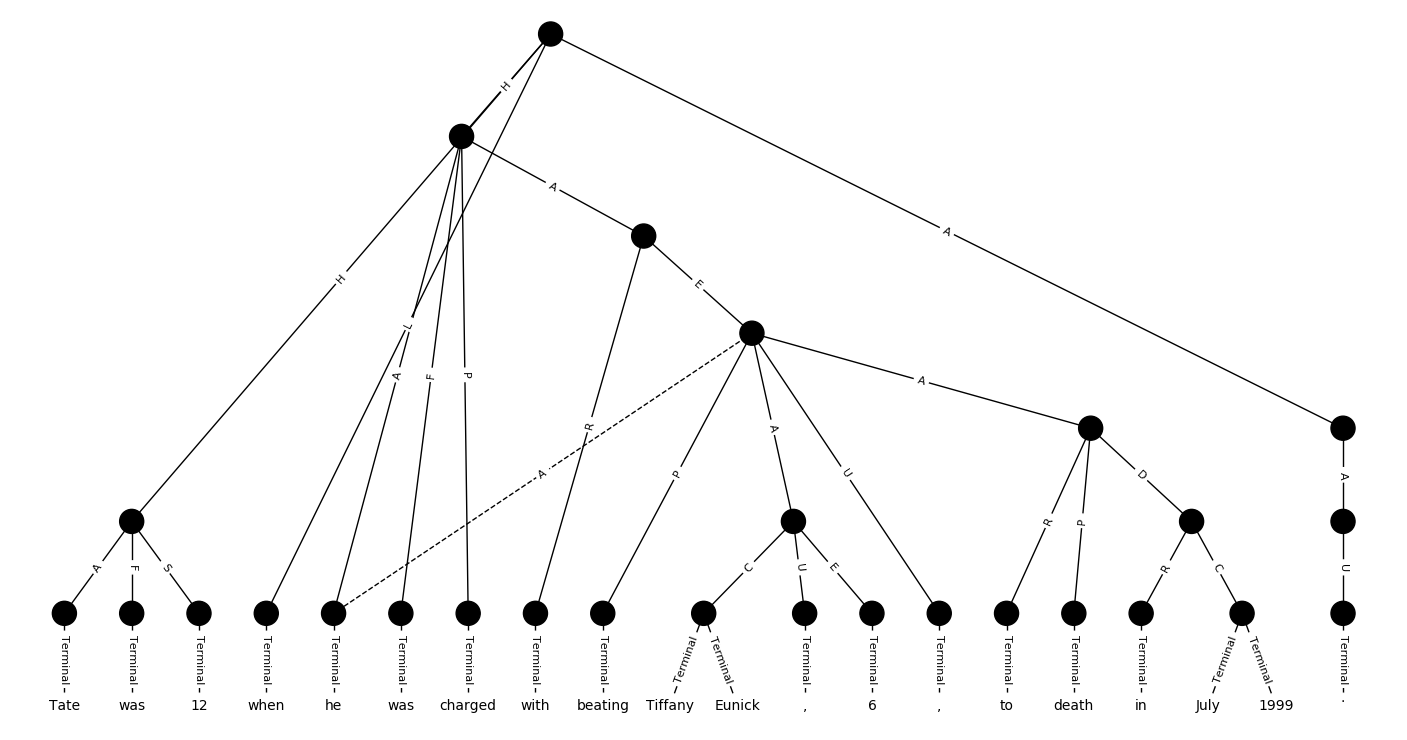 H
A
A
E
H
L
A
F
P
R
A
A
P
A
U
R
P
D
A
A
F
S
C
U
E
R
C
U
Terminal Terminal Terminal Terminal Terminal Terminal Terminal Terminal Terminal Terminal Terminal Terminal Terminal Terminal Terminal Terminal Terminal Terminal Terminal Terminal
Tate was 12 when he was charged with beating Tiffany Eunick , 6 , to death in July 1999 .